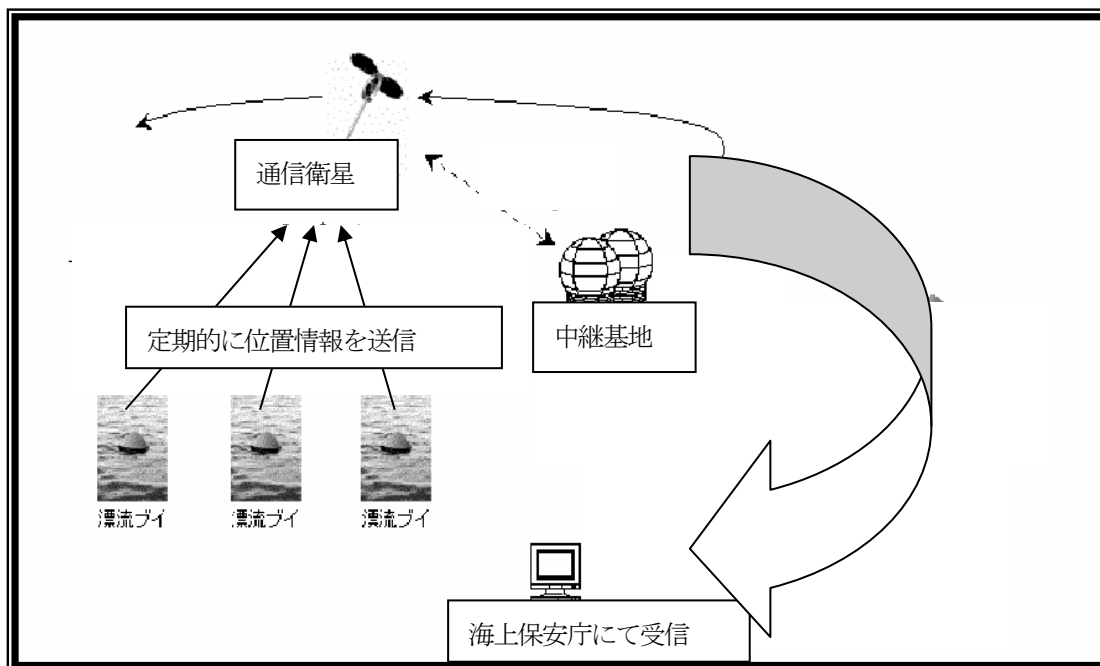 通信衛星
定期的に位置情報を送信
中継基地
漂流ブイ
漂流ブイ
漂流ブイ
海上保安庁にて受信